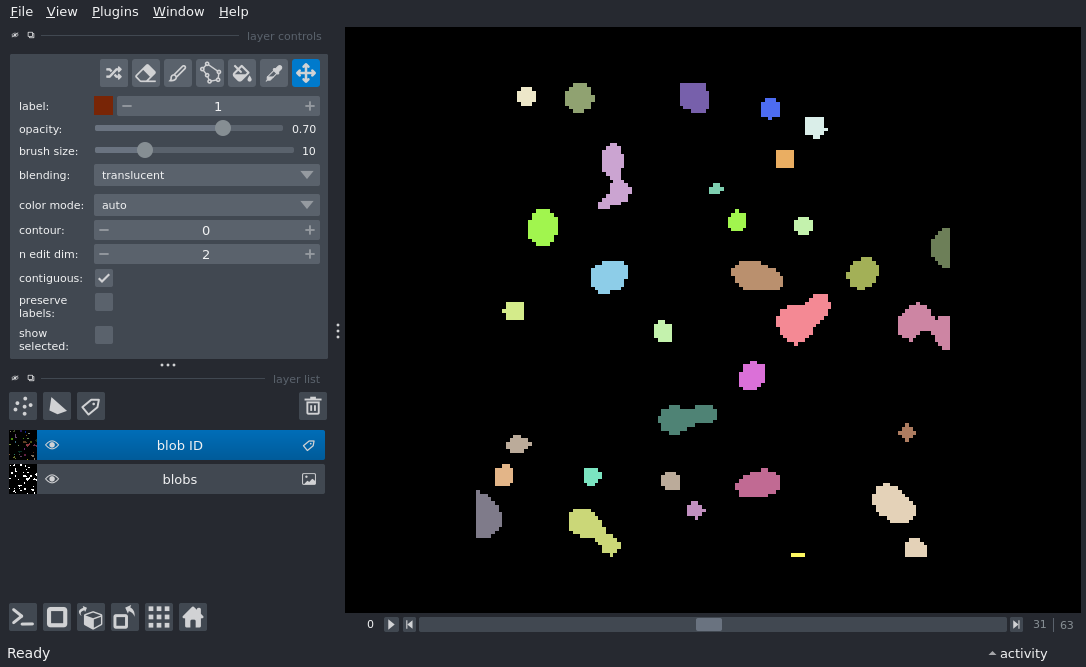 File View Plugins Window Help
layer controls
label: 1
opacity: 0.70
brush size: 10
blending: translucent
color mode: auto
contour: 0
n edit dim: 2
contiguous:
preserve
labels:
show
selected:
layer list
blob ID
blobs
0 31 | 63
Ready activity